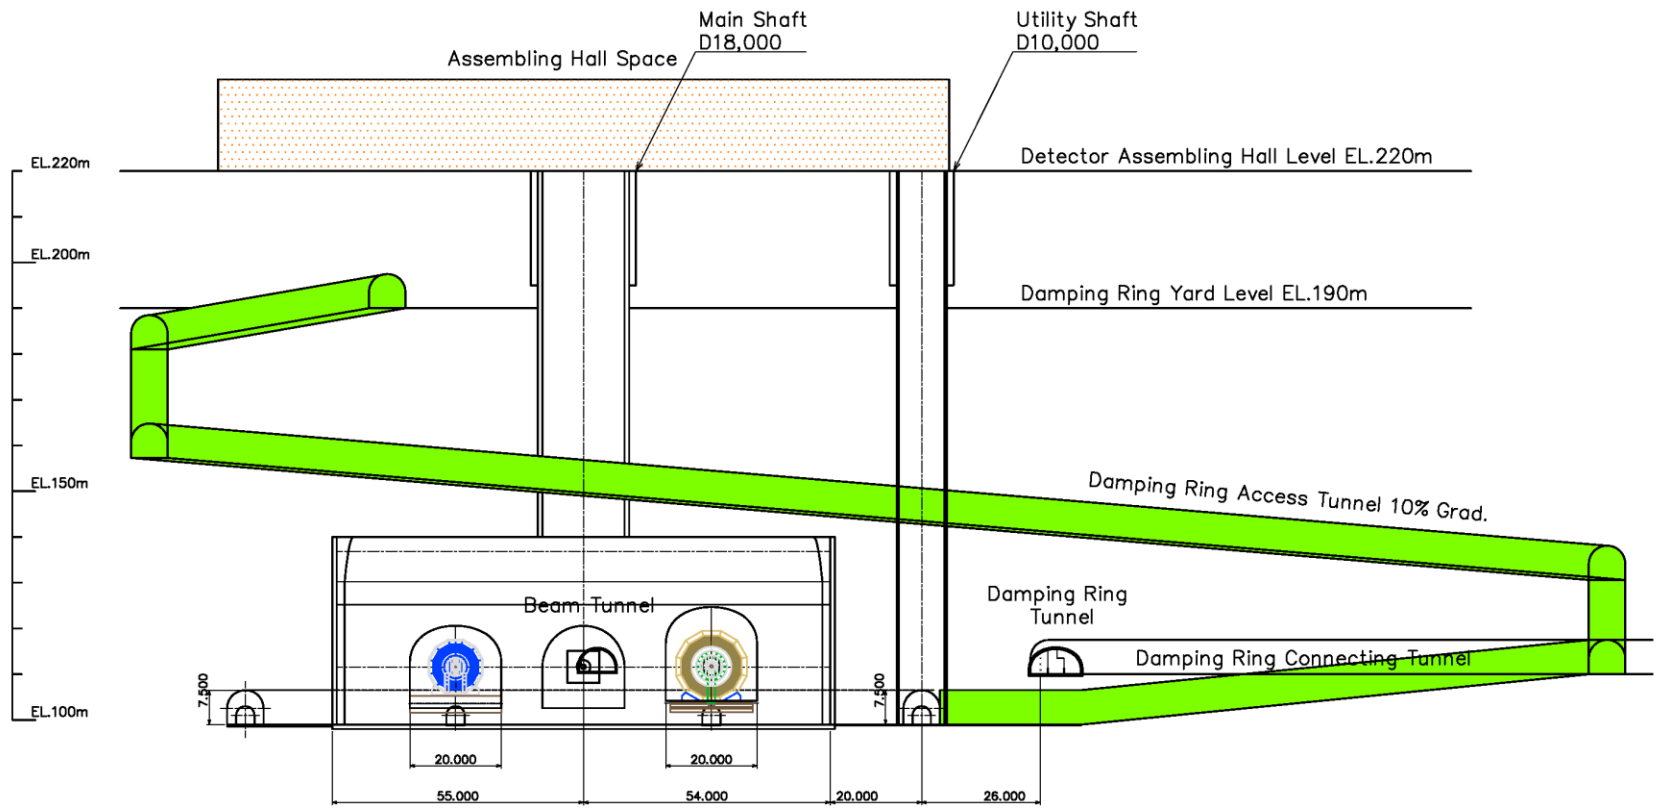 Main Shaft
D18,000
Utility Shaft
D10,000
Assembling Hall Space
EL.220m
Detector Assembling Hall Level EL.220m
EL.200m
Damping Ring Yard Level EL.190m
EL.150m
Damping Ring Access Tunnel 10% Grad.
Beam Tunnel
Damping Ring
Tunnel
Damping Ring Connecting Tunnel
7.500
7.500
EL.100m
20.000
20.000
55.000
54.000
20.000
26.000